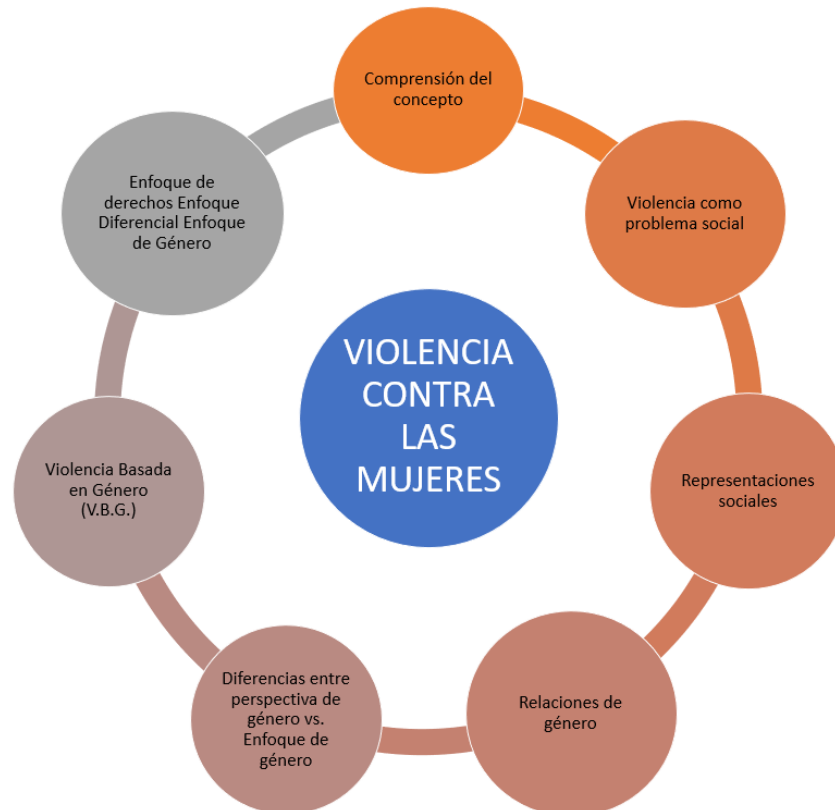 Comprensión del
concepto
Violencia como
problema social
Representaciones
sociales
Relaciones de
género
Diferencias entre
perspectiva de
género vs.
Enfoque de
género
Violencia Basada
en Género
(V.B.G.)
Enfoque de
derechos Enfoque
Diferencial Enfoque
de Género
VIOLENCIA
CONTRA
LAS
MUJERES